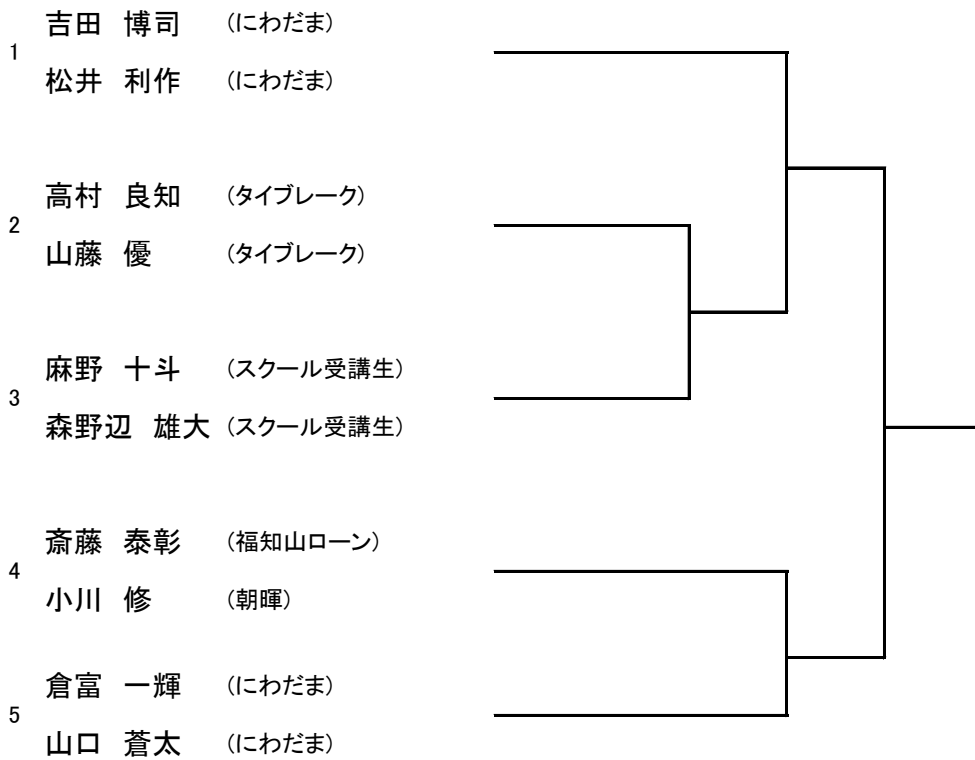 吉田　博司　(にわだま)
1
松井　利作　(にわだま)
高村　良知　(タイブレーク)
2
山藤　優　(タイブレーク)
麻野　十斗　(スクール受講生)
3
森野辺　雄大　(スクール受講生)
斎藤　泰彰　(福知山ローン)
4
小川　修　(朝暉)
倉富　一輝　(にわだま)
5
山口　蒼太　(にわだま)